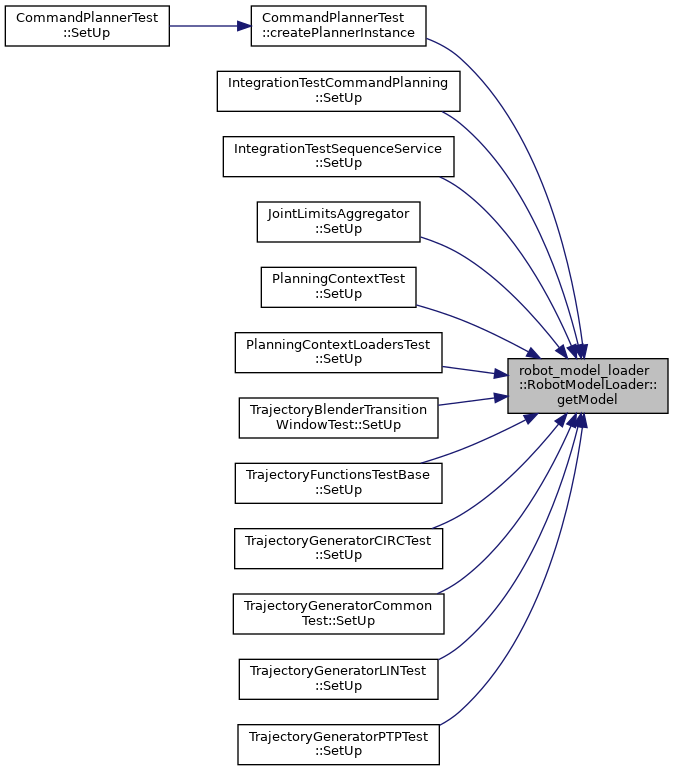 CommandPlannerTest
::SetUp
CommandPlannerTest
::createPlannerInstance
IntegrationTestCommandPlanning
::SetUp
IntegrationTestSequenceService
::SetUp
JointLimitsAggregator
::SetUp
PlanningContextTest
::SetUp
PlanningContextLoadersTest
::SetUp
TrajectoryBlenderTransition
WindowTest::SetUp
TrajectoryFunctionsTestBase
::SetUp
TrajectoryGeneratorCIRCTest
::SetUp
TrajectoryGeneratorCommon
Test::SetUp
TrajectoryGeneratorLINTest
::SetUp
TrajectoryGeneratorPTPTest
::SetUp
robot_model_loader
::RobotModelLoader::
getModel